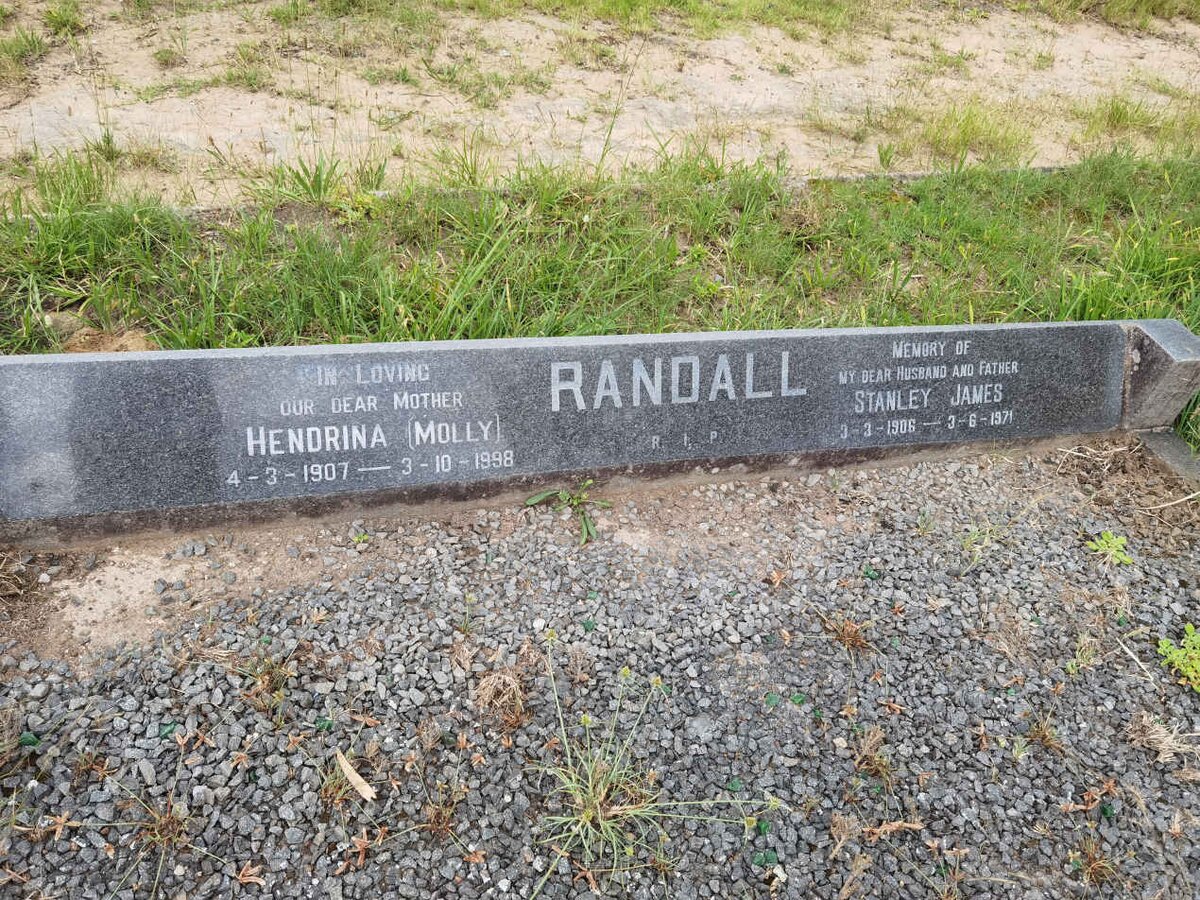 IN LOVING
OUR DEAR MOTHER
HENDRINA (MOLLY)
4-3-1907 — 3-10-1998
RANDALL
R.I.P
MEMORY OF
MY DEAR HUSBAND AND FATHER
STANLEY JAMES
3-3-1906 — 3-6-1971